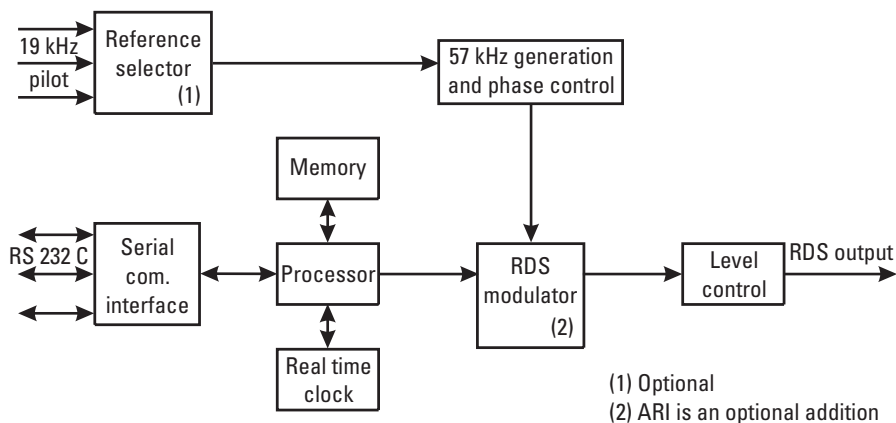 19 kHz
pilot
Reference
selector
(1)
57 kHz generation
and phase control
Memory
RS 232 C
Serial
com.
interface
Processor
RDS
modulator
(2)
Level
control
RDS output
Real time
clock
(1) Optional
(2) ARI is an optional addition